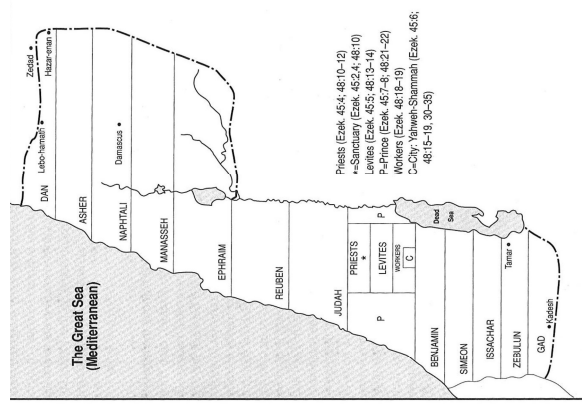 The Great Sea
(Mediterranean)
Zedad
Hazar-enan
Lebo-hamath
DAN
ASHER
Damascus
NAPHTALI
MANASSEH
EPHRAIM
REUBEN
JUDAH
P
PRIESTS
*
LEVITES
WORKERS
C
P
Dead
Sea
BENJAMIN
SIMEON
ISSACHAR
Tamar
ZEBULUN
GAD
Kadesh
Priests (Ezek. 45:4; 48:10–12)
*=Sanctuary (Ezek. 45:2,4; 48:10)
Levites (Ezek. 45:5; 48:13–14)
P=Prince (Ezek. 45:7–8; 48:21–22)
Workers (Ezek. 48:18–19)
C=City: Yahweh-Shammah (Ezek. 45:6;
48:15–19, 30–35)